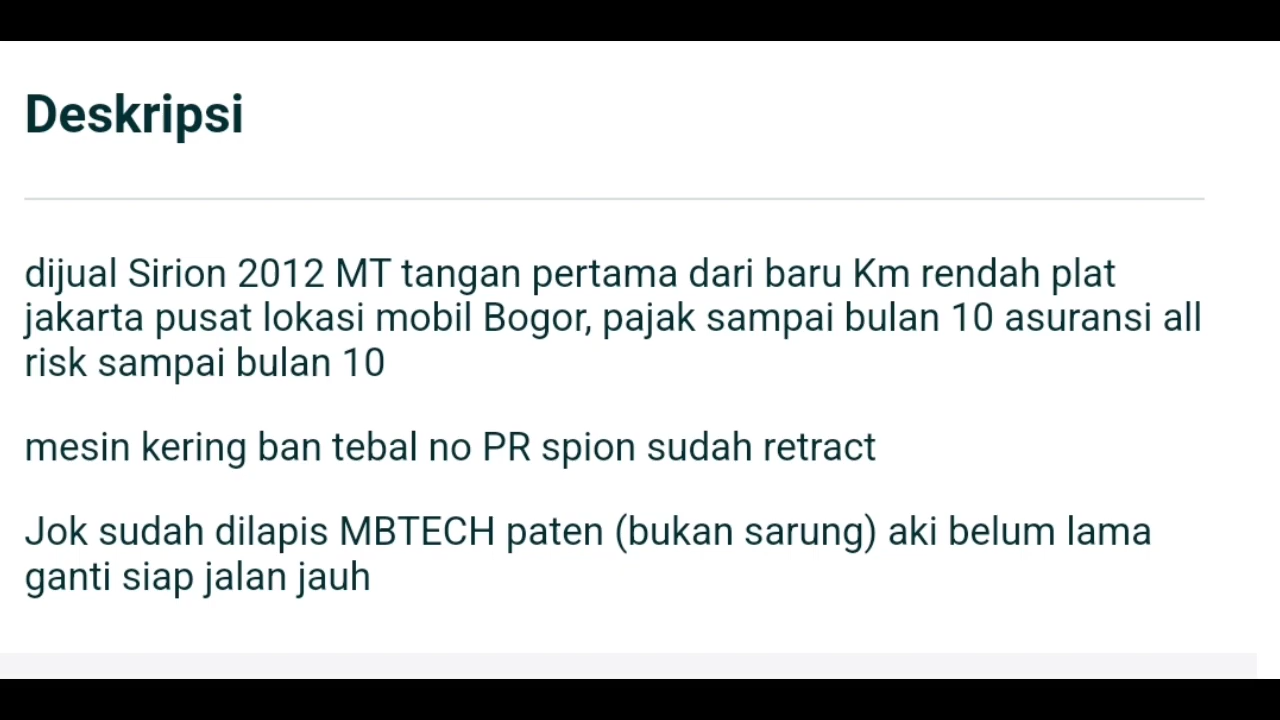 Deskripsi
dijual Sirion 2012 MT tangan pertama dari baru Km rendah plat
jakarta pusat lokasi mobil Bogor, pajak sampai bulan 10 asuransi all
risk sampai bulan 10
mesin kering ban tebal no PR spion sudah retract
Jok sudah dilapis MBTECH paten (bukan sarung) aki belum lama
ganti siap jalan jauh